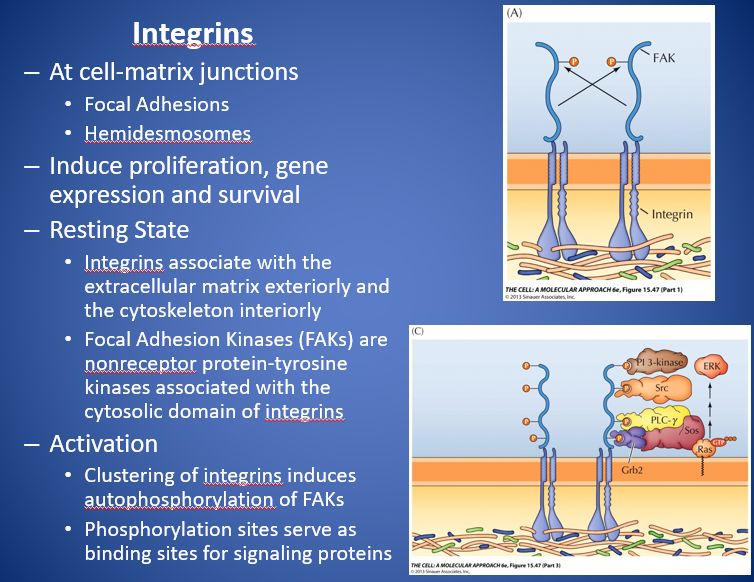 Integrins
– At cell-matrix junctions
• Focal Adhesions
• Hemidesmosomes
– Induce proliferation, gene
expression and survival
– Resting State
• Integrins associate with the
extracellular matrix exteriorly and
the cytoskeleton interiorly
• Focal Adhesion Kinases (FAKs) are
nonreceptor protein-tyrosine
kinases associated with the
cytosolic domain of integrins
– Activation
• Clustering of integrins induces
autophosphorylation of FAKs
• Phosphorylation sites serve as
binding sites for signaling proteins
(A)
P
P
FAK
Integrin
THE CELL: A MOLECULAR APPROACH 6e, Figure 15.47 (Part 1)
© 2013 Sinauer Associates, Inc.
(C)
P
P
PI 3-kinase
ERK
P
P
Src
P
P
PLC-γ
Sos
P
P
Ras
GTP
Grb2
THE CELL: A MOLECULAR APPROACH 6e, Figure 15.47 (Part 3)
© 2013 Sinauer Associates, Inc.